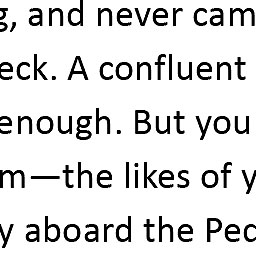 g, and never cam
eck. A confluent
enough. But you
m—the likes of y
y aboard the Pec